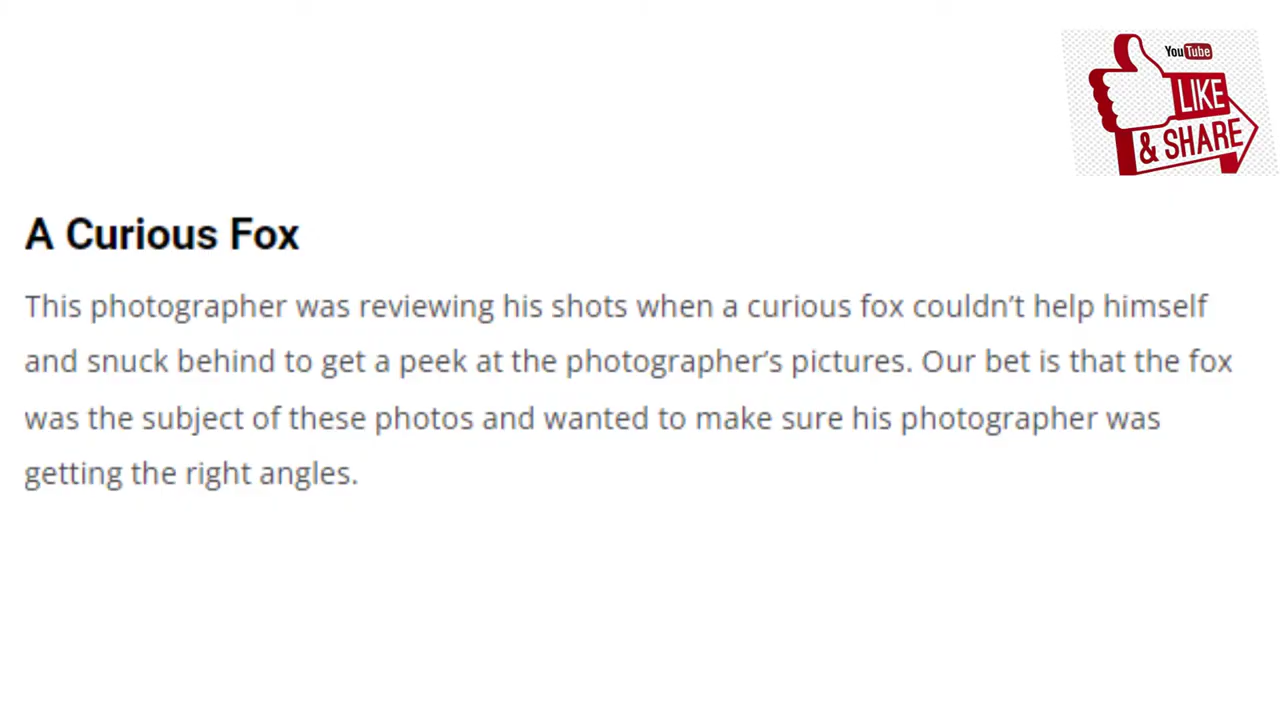 YouTube
LIKE
& SHARE
A Curious Fox
This photographer was reviewing his shots when a curious fox couldn’t help himself
and snuck behind to get a peek at the photographer’s pictures. Our bet is that the fox
was the subject of these photos and wanted to make sure his photographer was
getting the right angles.